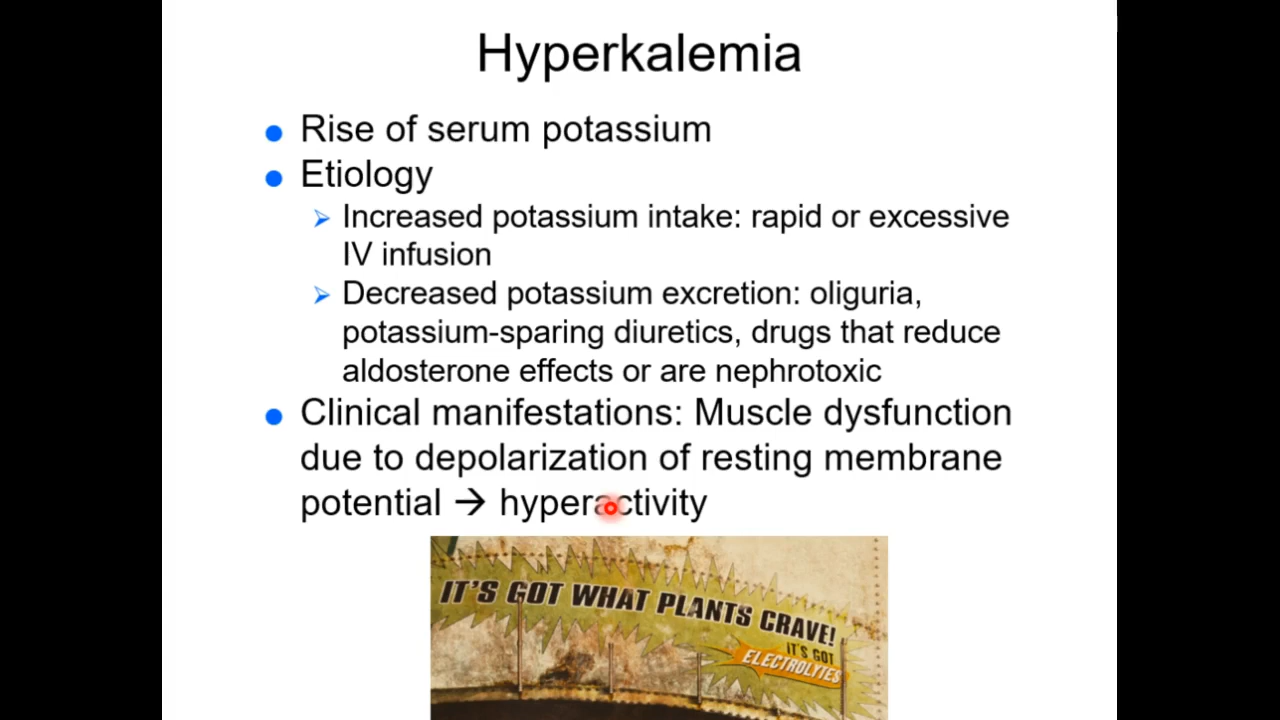 Hyperkalemia
Rise of serum potassium
Etiology
Increased potassium intake: rapid or excessive
IV infusion
Decreased potassium excretion: oliguria,
potassium-sparing diuretics, drugs that reduce
aldosterone effects or are nephrotoxic
Clinical manifestations: Muscle dysfunction
due to depolarization of resting membrane
potential → hyperactivity
IT'S GOT WHAT PLANTS CRAVE!
IT'S GOT
ELECTROLYTES